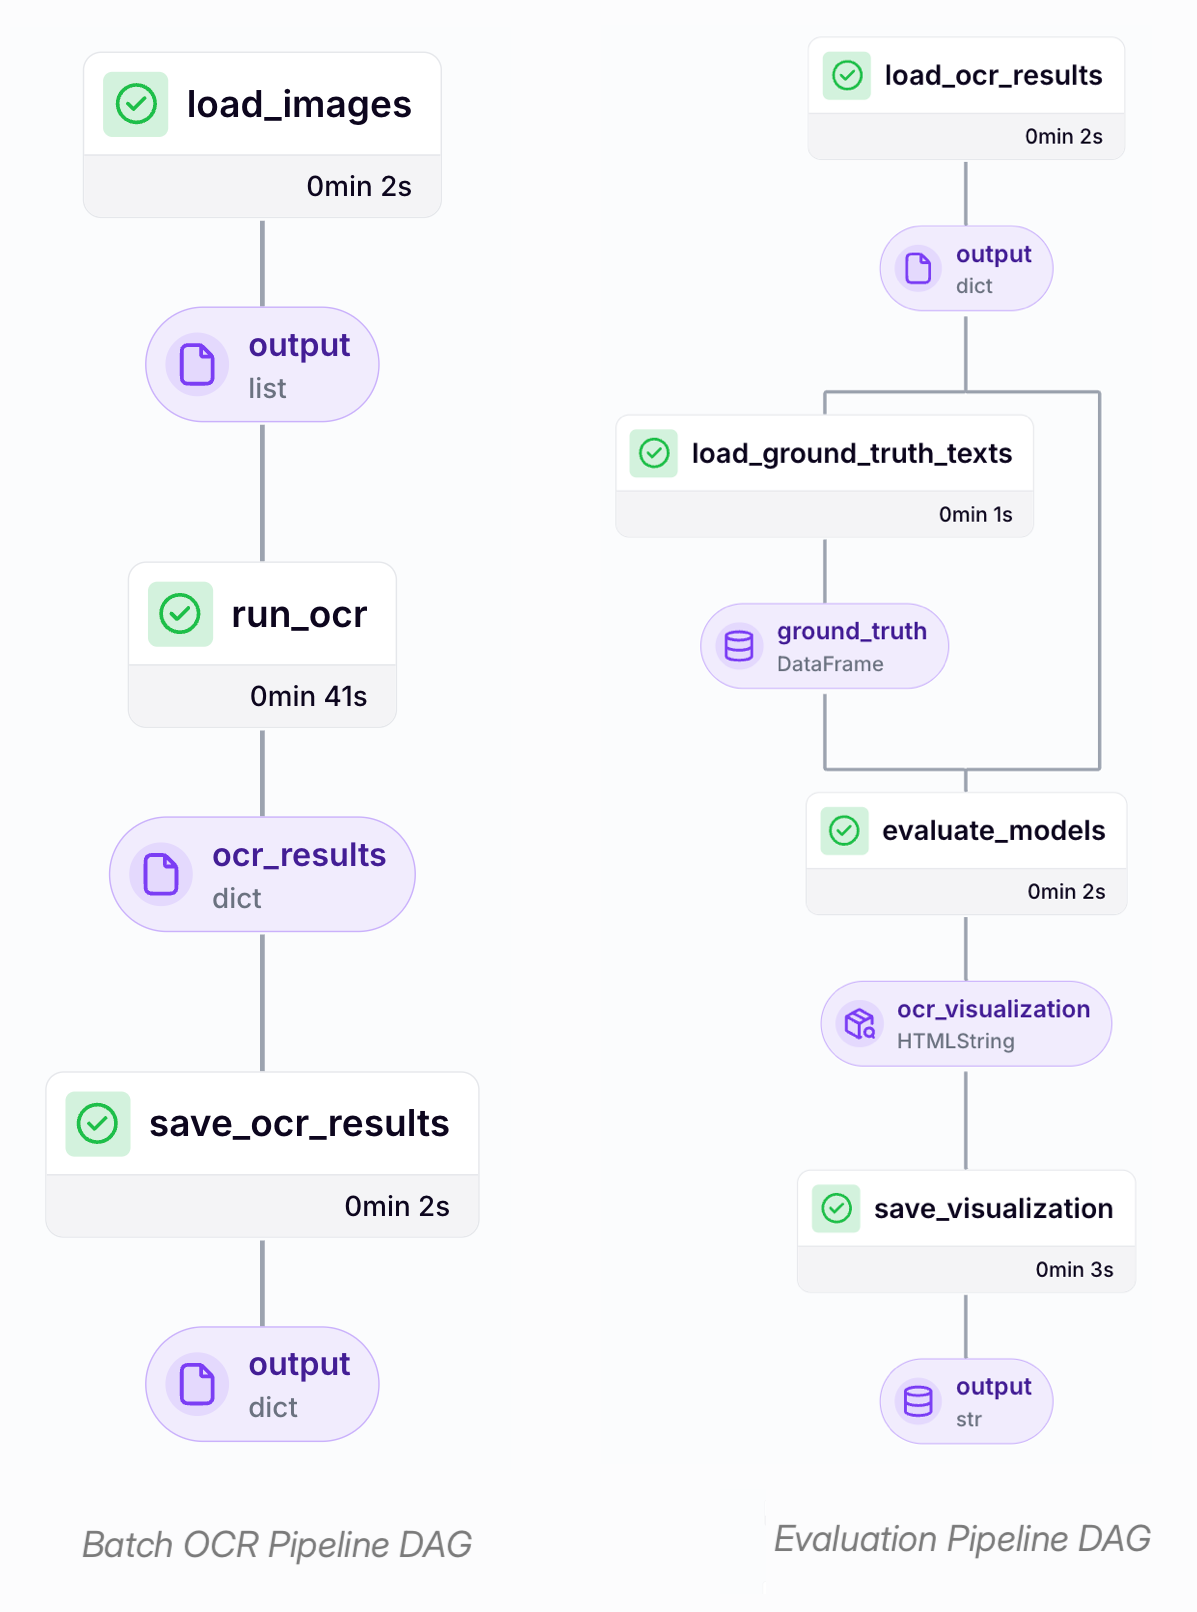 load_images
0min 2s
output
list
run_ocr
0min 41s
ocr_results
dict
save_ocr_results
0min 2s
output
dict
Batch OCR Pipeline DAG
load_ocr_results
0min 2s
output
dict
load_ground_truth_texts
0min 1s
ground_truth
DataFrame
evaluate_models
0min 2s
ocr_visualization
HTMLString
save_visualization
0min 3s
output
str
Evaluation Pipeline DAG